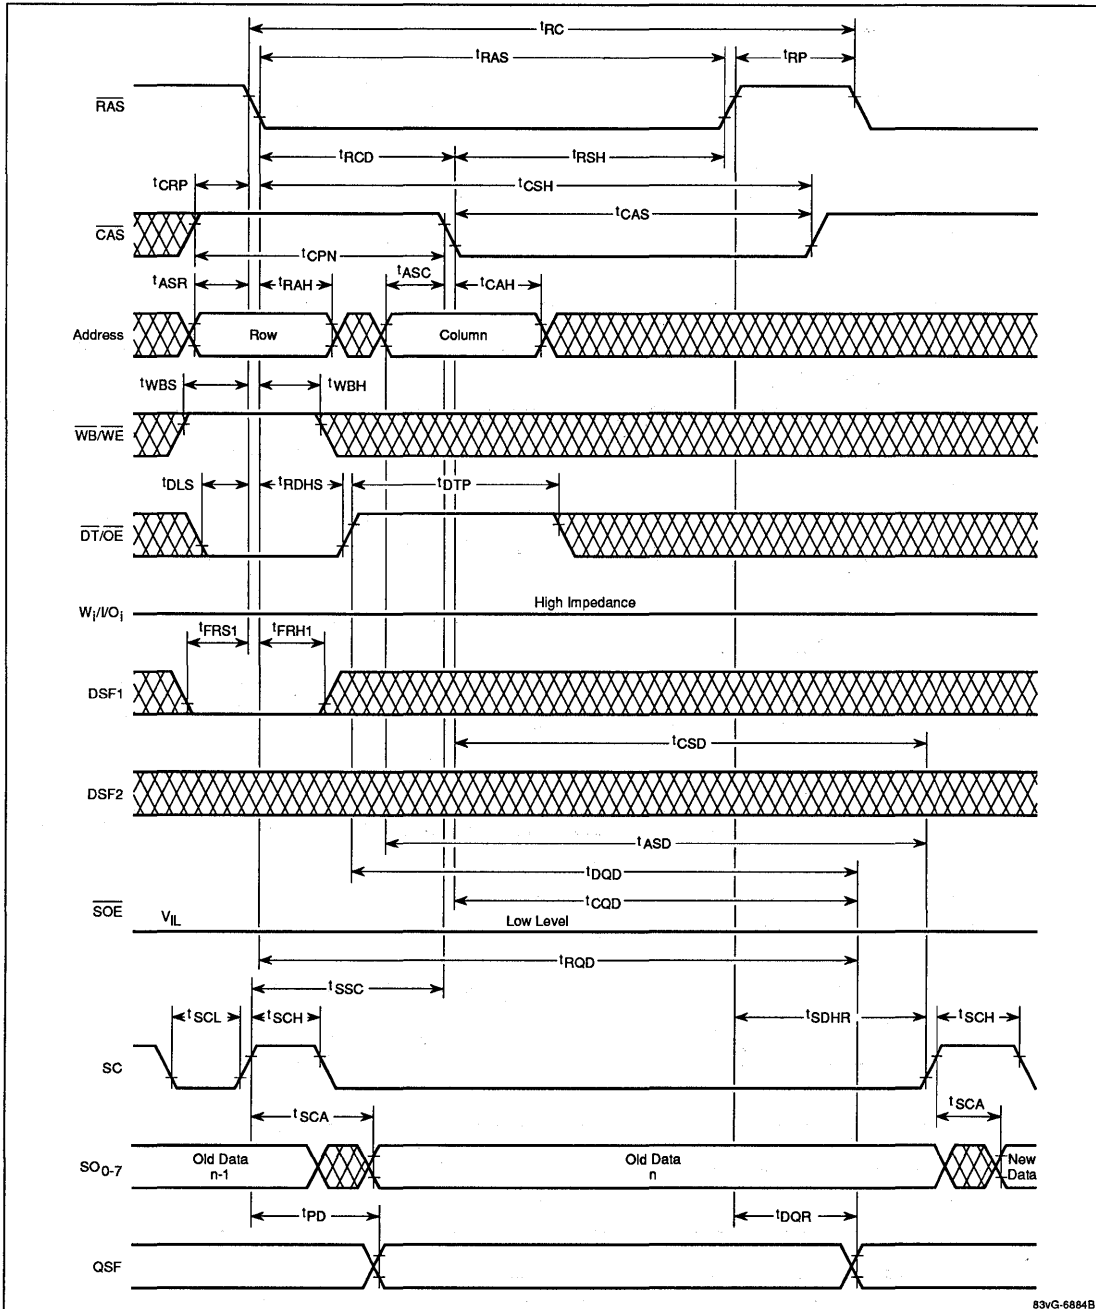 tRC
tRAS
tRP
RAS
tRCD
tRSH
tCRP
tCSH
tCAS
CAS
tCPN
tASR
tRAH
tASC
tCAH
Address
Row
Column
tWBS
tWBH
WB/WE
tDLS
tRDHS
tDTP
DT/OE
High Impedance
Wi/I/Oi
tFRS1
tFRH1
DSF1
tCSD
DSF2
tASD
tDQD
tCQD
SOE
VIL
Low Level
tRQD
tSSC
tSCL
tSCH
tSDHR
tSCH
SC
tSCA
tSCA
SO0-7
Old Data
n-1
Old Data
n
New
Data
tPD
tDQR
QSF
83vG-6884B